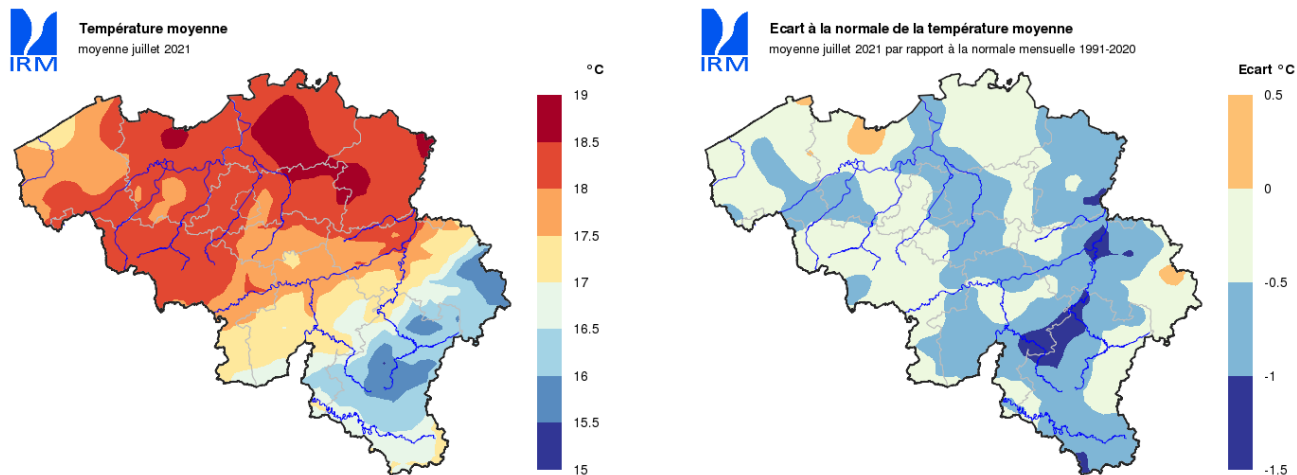 Température moyenne
moyenne juillet 2021
IRM
°C
19
18.5
18
17.5
17
16.5
16
15.5
15
Ecart à la normale de la température moyenne
moyenne juillet 2021 par rapport à la normale mensuelle 1991-2020
IRM
Ecart °C
0.5
0
-0.5
-1
-1.5